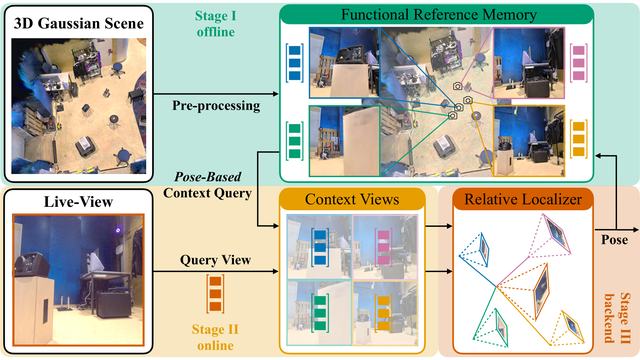 3D Gaussian Scene
Stage I
offline
Functional Reference Memory
Pre-processing
Pose-Based
Context Query
Live-View
Context Views
Relative Localizer
Query View
Pose
Stage II
online
Stage III
backend